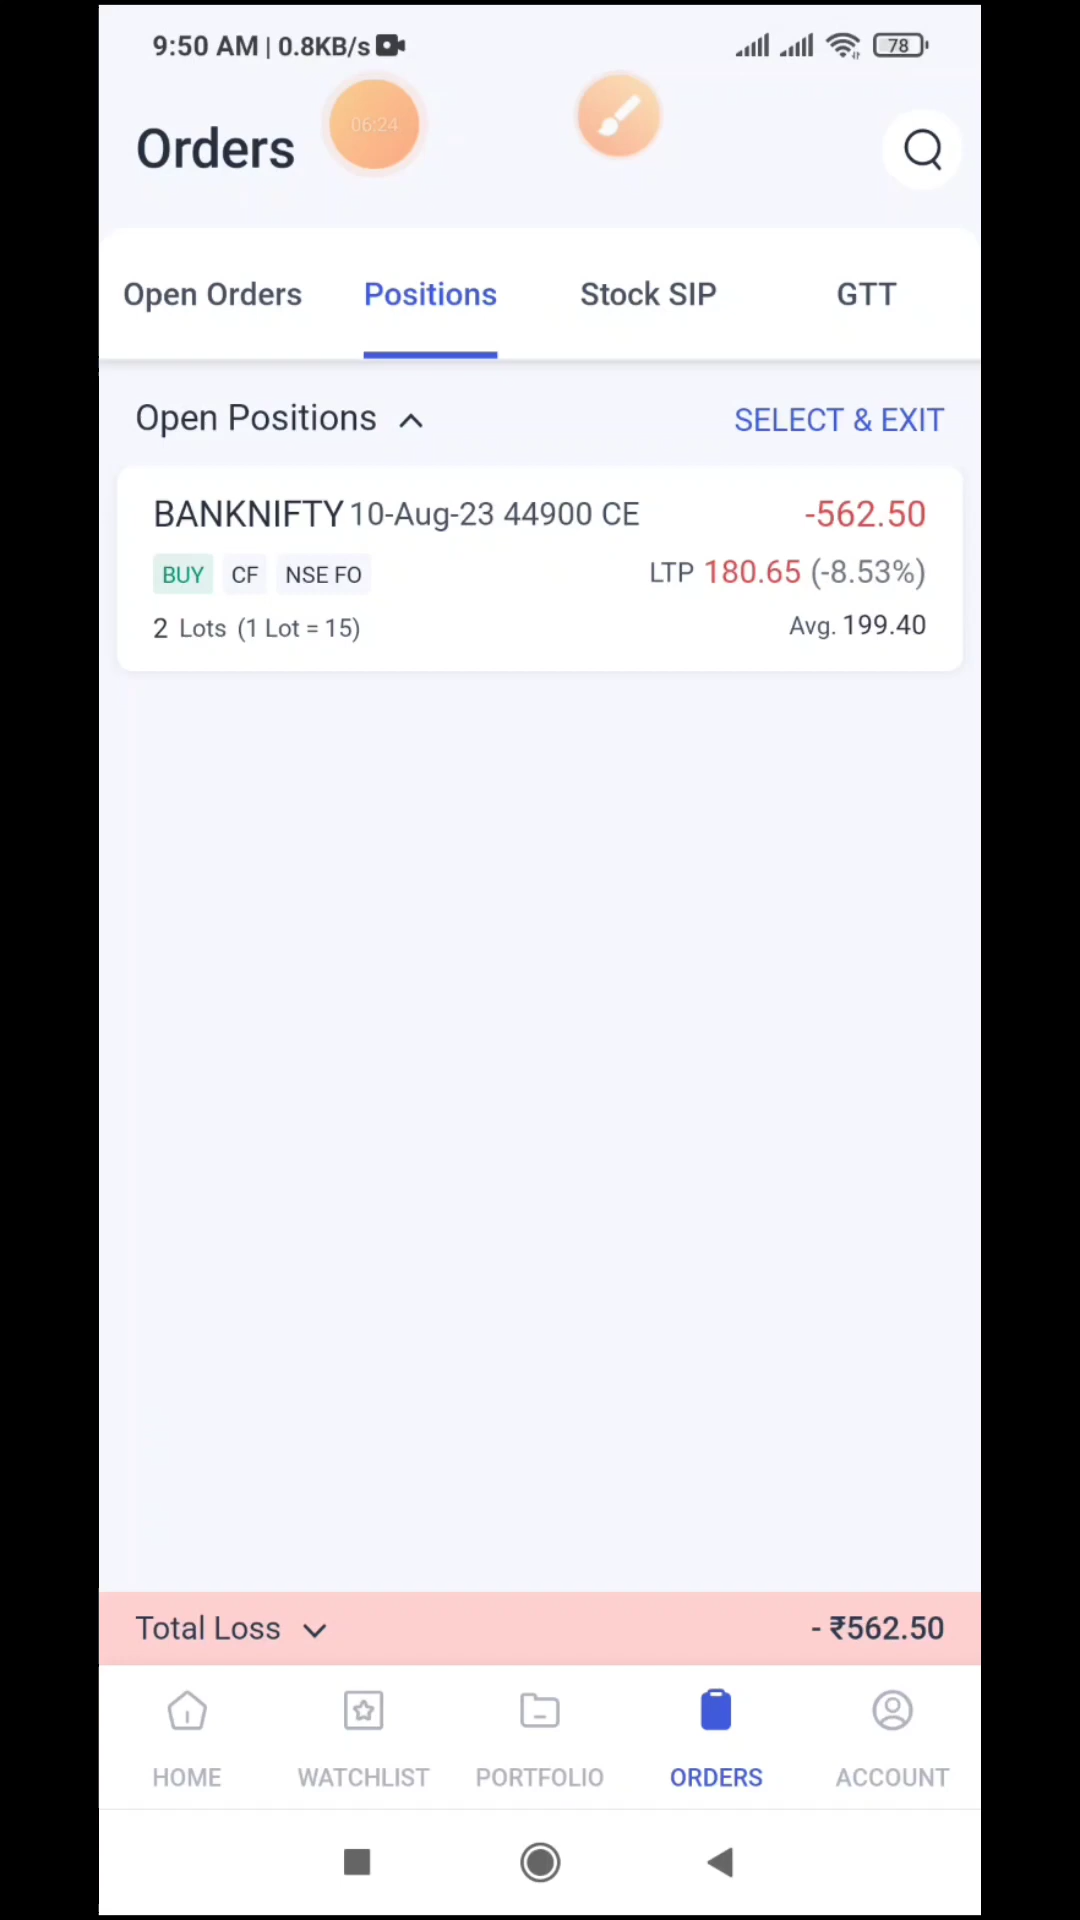 9:50 AM | 0.8KB/s 78
06:24
Orders
Open Orders Positions Stock SIP GTT
Open Positions SELECT & EXIT
BANKNIFTY 10-Aug-23 44900 CE -562.50
BUY CF NSE FO LTP 180.65 (-8.53%)
2 Lots (1 Lot = 15) Avg. 199.40
Total Loss - ₹562.50
HOME WATCHLIST PORTFOLIO ORDERS ACCOUNT